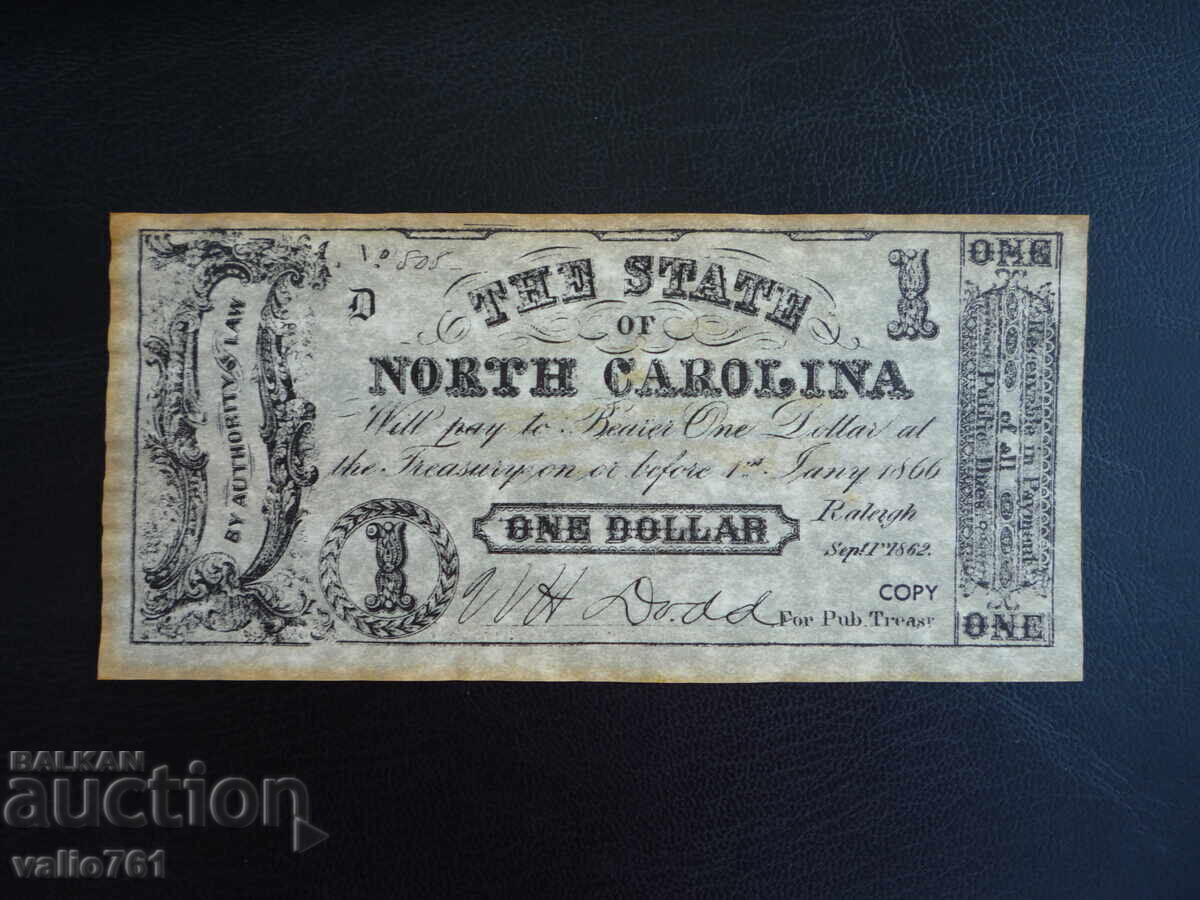 BY AUTHORITY OF LAW
D
THE STATE
OF
NORTH CAROLINA
1
Will pay to Bearer One Dollar at
the Treasury on or before 1st Jany 1866
ONE DOLLAR
Raleigh
Sept. 1st 1862.
1
COPY
Dodd
For Pub. Treasr
ONE
Receivable in Payment
of all
Public Dues
ONE
BALKAN
auction
valio761